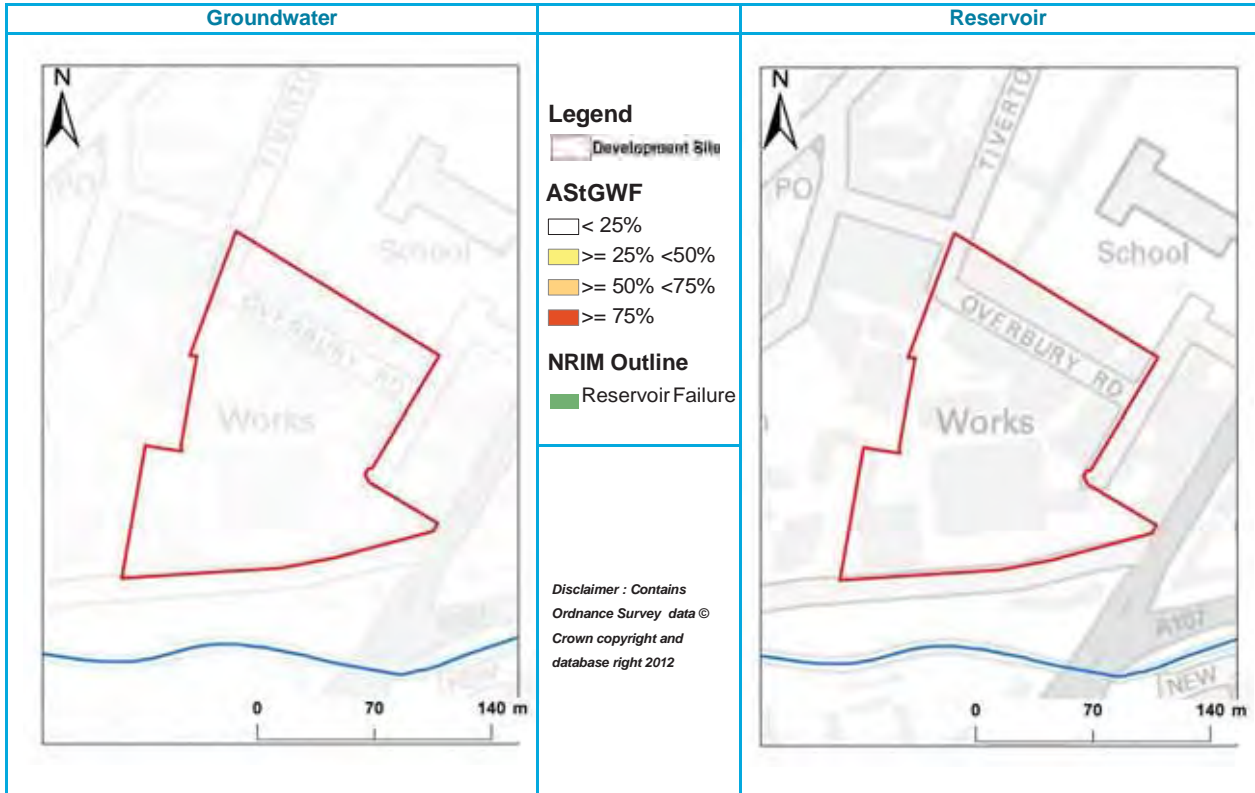 Groundwater
N
TIVERTO
PO
School
OVERBURY RD
Works
0 70 140 m
Legend
Development Site
AStGWF
< 25%
>= 25% <50%
>= 50% <75%
>= 75%
NRIM Outline
Reservoir Failure
Disclaimer : Contains
Ordnance Survey data ©
Crown copyright and
database right 2012
Reservoir
N
TIVERTO
PO
School
OVERBURY RD
Works
A107
NEW
0 70 140 m